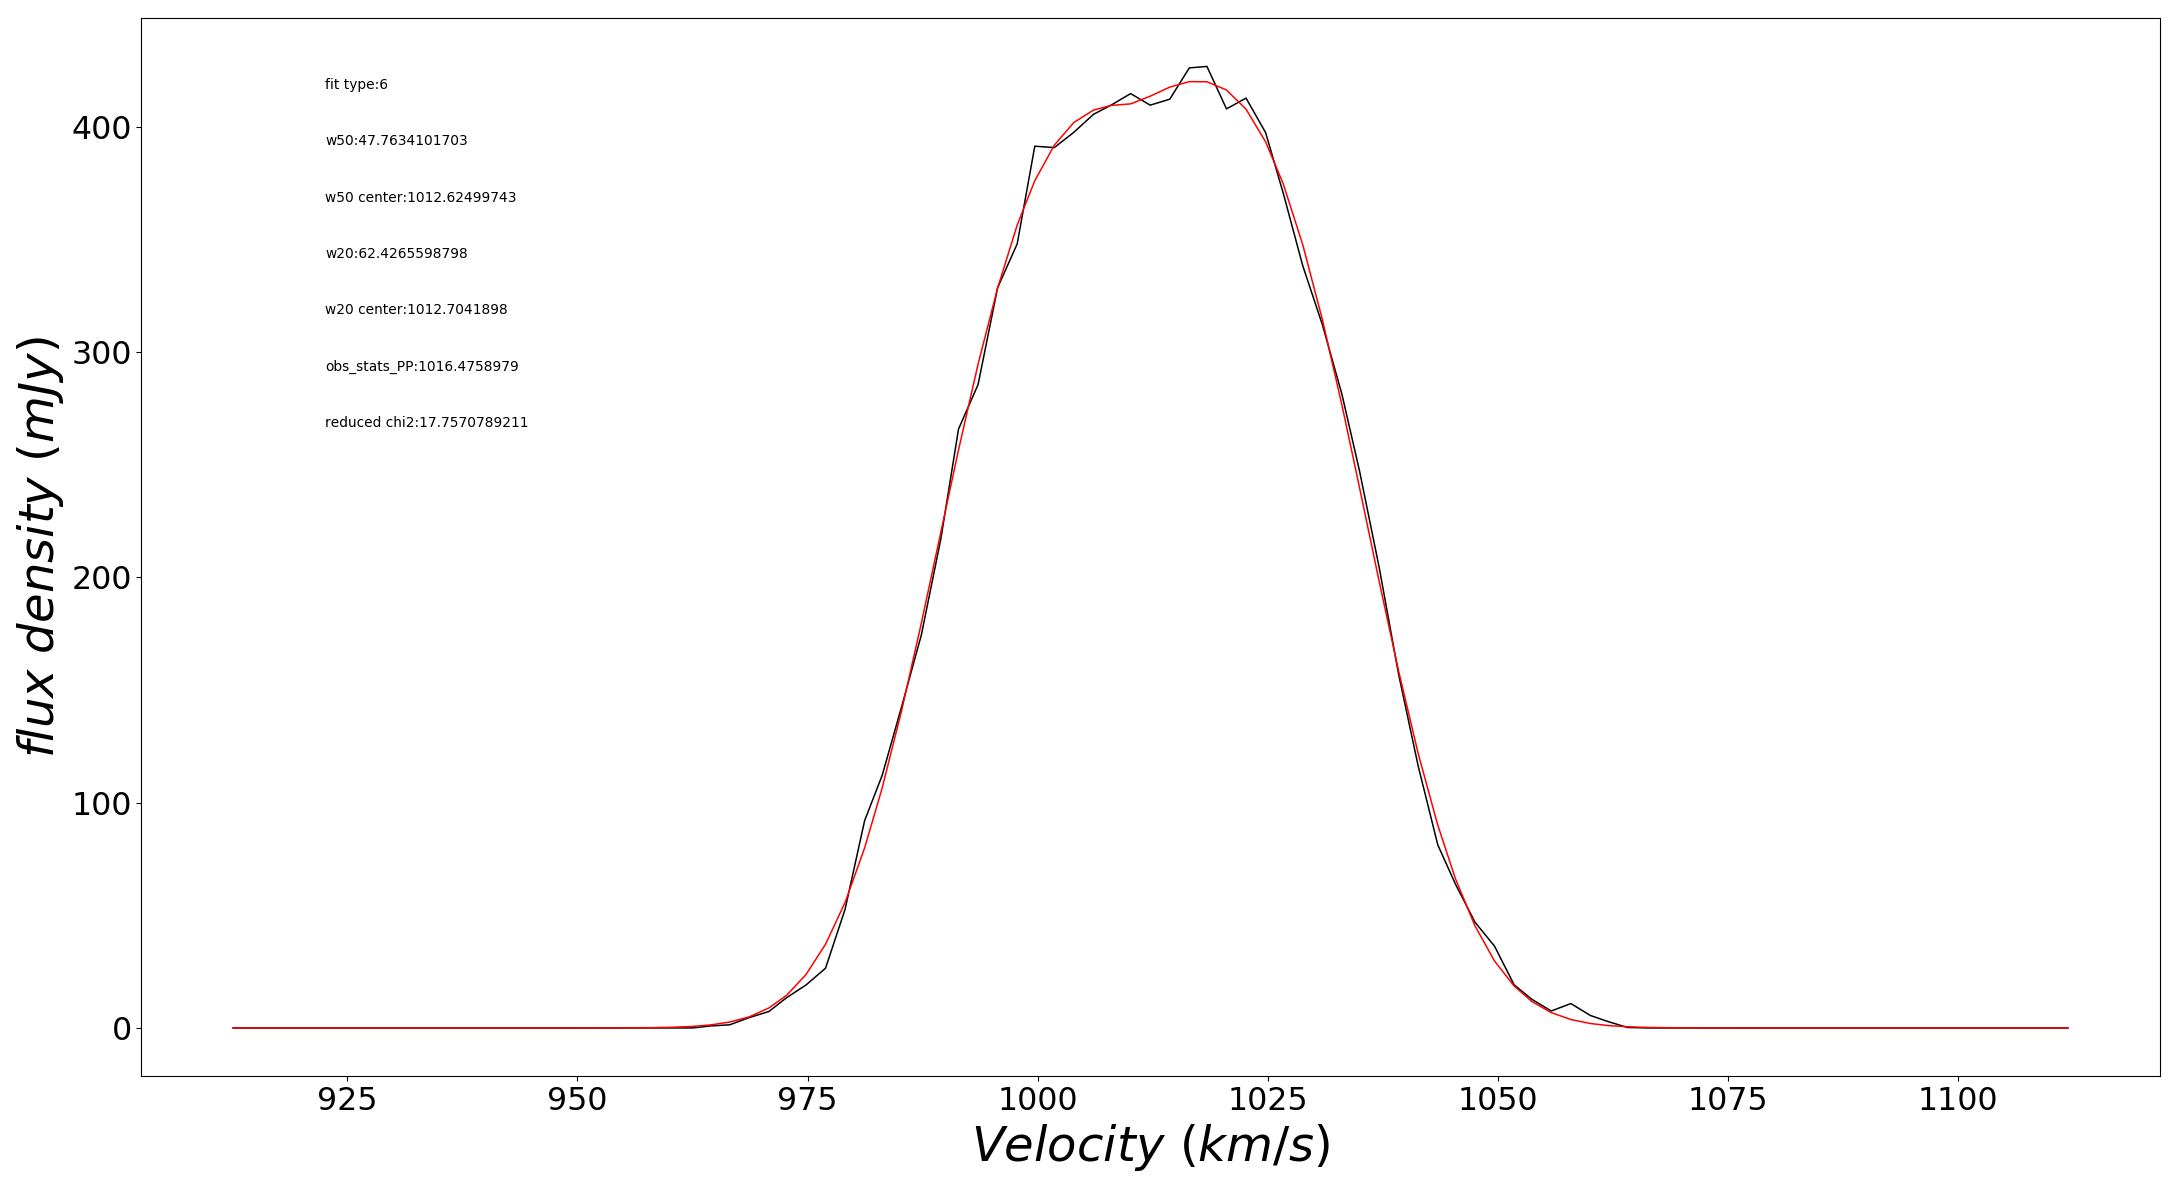 fit type:6
w50:47.7634101703
w50 center:1012.62499743
w20:62.4265598798
w20 center:1012.7041898
obs_stats_PP:1016.4758979
reduced chi2:17.7570789211
flux density (mJy)
400
300
200
100
0
925 950 975 1000 1025 1050 1075 1100
Velocity (km/s)